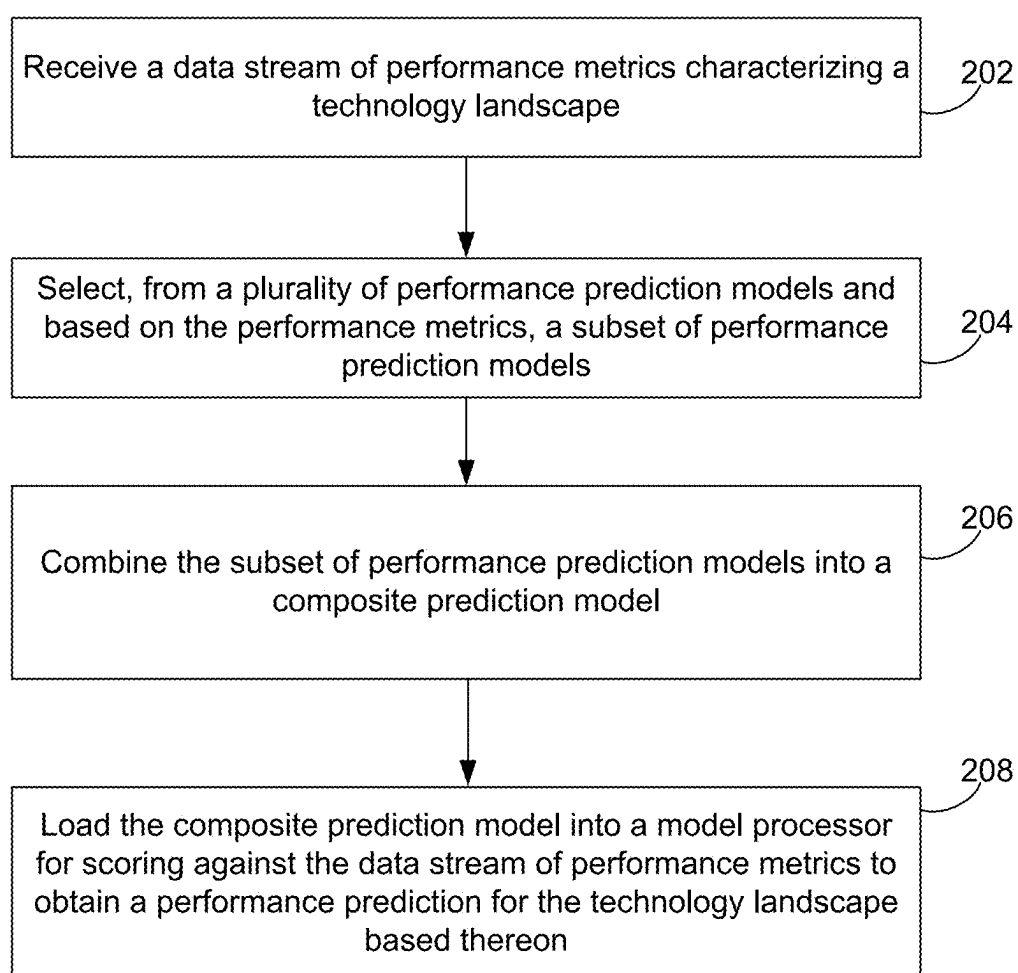 Receive a data stream of performance metrics characterizing a
technology landscape
202
Select, from a plurality of performance prediction models and
based on the performance metrics, a subset of performance
prediction models
204
Combine the subset of performance prediction models into a
composite prediction model
206
Load the composite prediction model into a model processor
for scoring against the data stream of performance metrics to
obtain a performance prediction for the technology landscape
based thereon
208